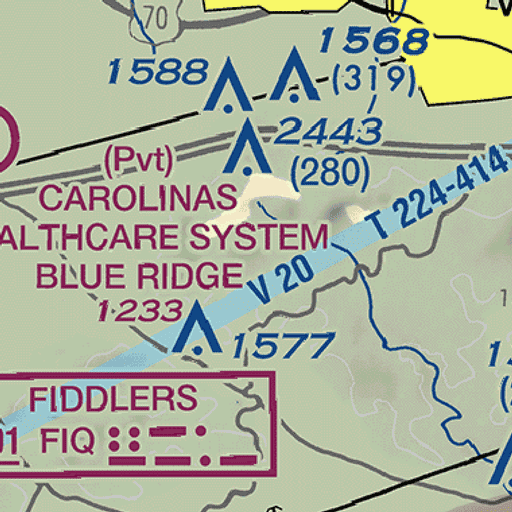 70
1568
1588
(319)
2443
(280)
(Pvt)
CAROLINAS
ALTHCARE SYSTEM
BLUE RIDGE
1233
T 224-414
V 20
1577
FIDDLERS
01 FIQ